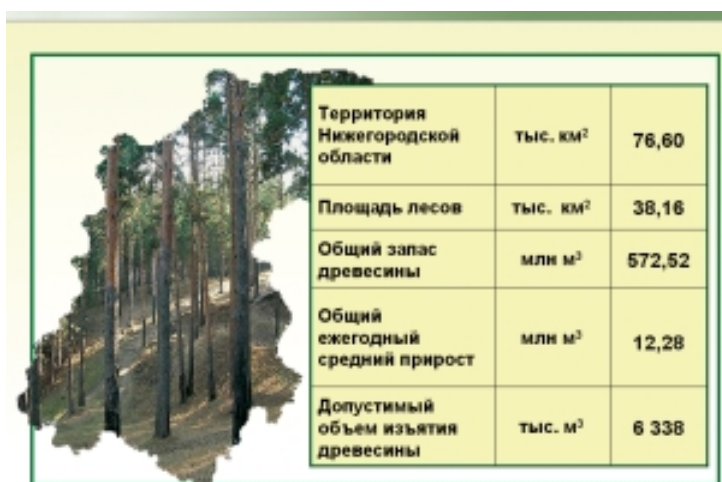 Территория
Нижегородской
области
тыс. км²
76,60
Площадь лесов
тыс. км²
38,16
Общий запас
древесины
млн м³
572,52
Общий
ежегодный
средний прирост
млн м³
12,28
Допустимый
объем изъятия
древесины
тыс. м³
6 338